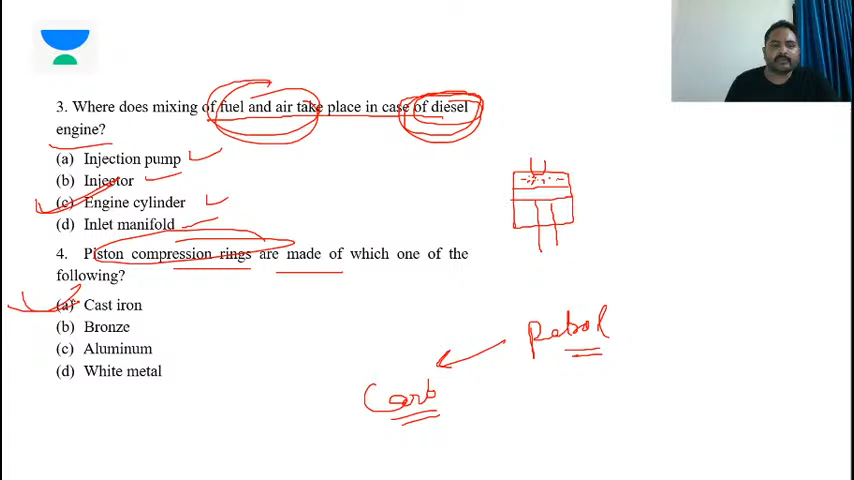 3. Where does mixing of fuel and air take place in case of diesel
engine?
(a) Injection pump
(b) Injector
(c) Engine cylinder
(d) Inlet manifold
4. Piston compression rings are made of which one of the
following?
(a) Cast iron
(b) Bronze
(c) Aluminum
(d) White metal
Petrol
Carb